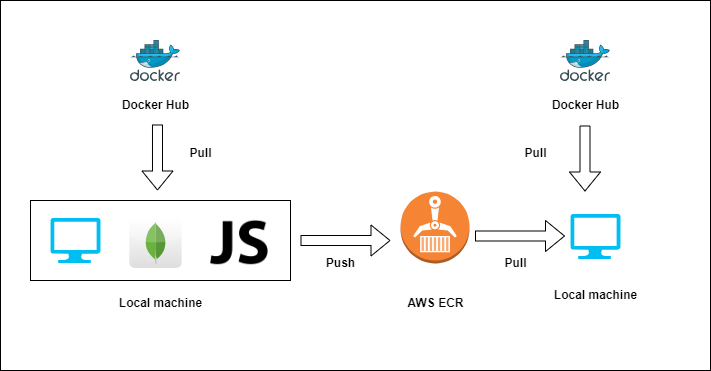 docker
docker
Docker Hub
Docker Hub
Pull
Pull
JS
Push
Pull
Local machine
AWS ECR
Local machine